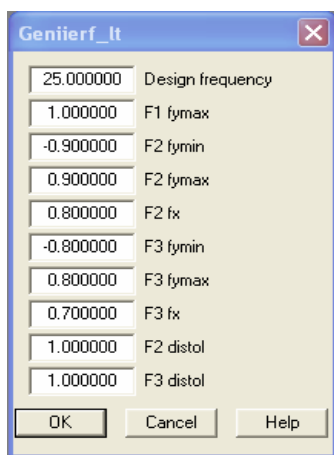 Geniierf_lt
25.000000 Design frequency
1.000000 F1 fymax
-0.900000 F2 fymin
0.900000 F2 fymax
0.800000 F2 fx
-0.800000 F3 fymin
0.800000 F3 fymax
0.700000 F3 fx
1.000000 F2 distol
1.000000 F3 distol
OK Cancel Help